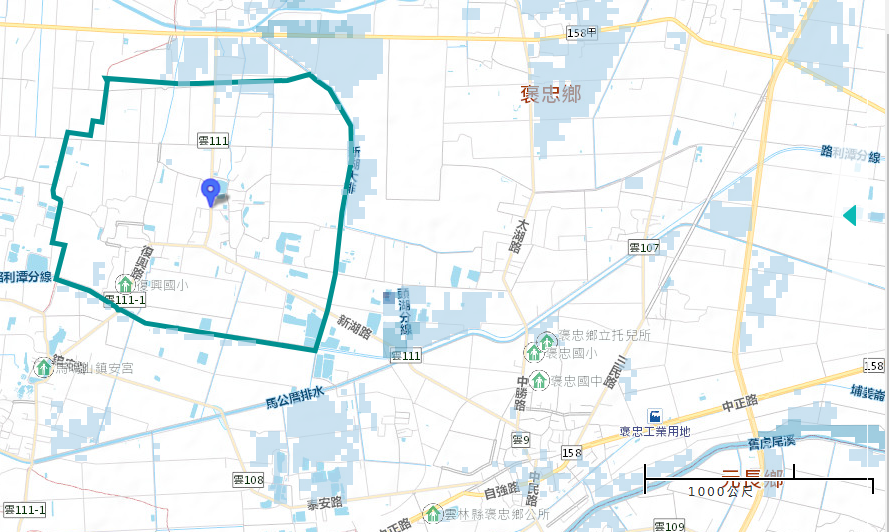 158甲
褒忠鄉
雲111
新湖大排
路利潭分線
太湖路
雲107
復興路
路利潭分線
復興國小
雲111-1
頭湖分線
新湖路
褒忠鄉立托兒所
褒忠國小
雲111
鎮安路
馬鳴山鎮安宮
三民路
158
褒忠國中
馬公厝排水
中勝路
中正路
埔姜崙
褒忠工業用地
雲9
舊虎尾溪
158
元長鄉
雲108
中民路
自強路
1000公尺
泰安路
雲111-1
雲林縣褒忠鄉公所
中正路
雲109